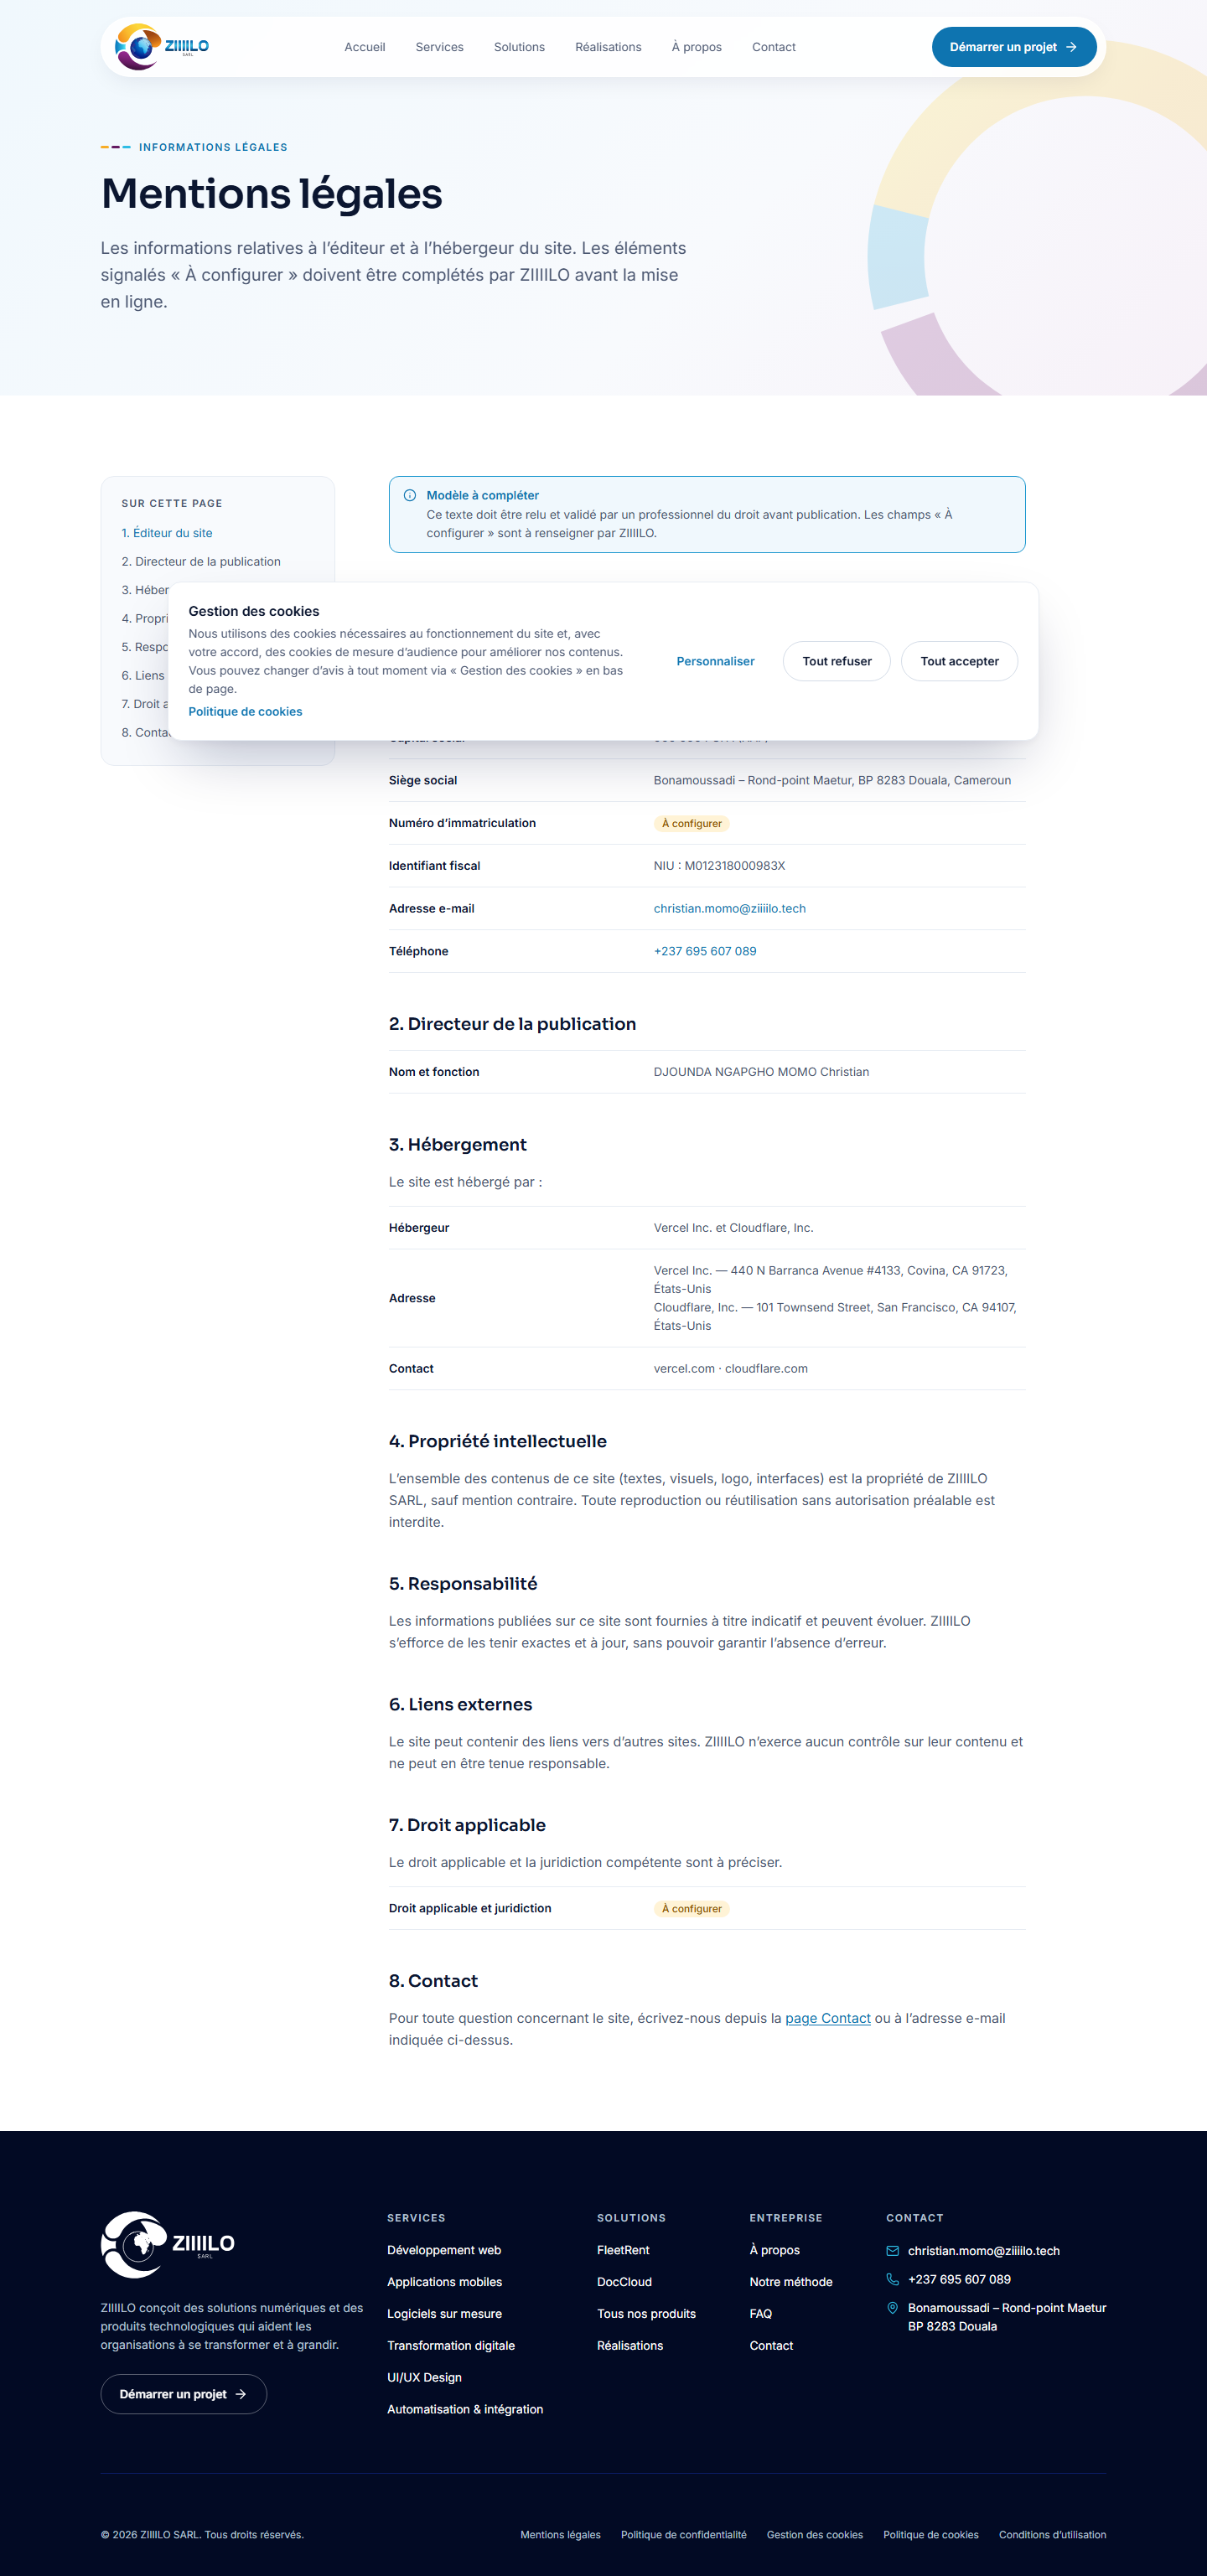 ZIIIILO
SARL
Accueil
Services
Solutions
Réalisations
À propos
Contact
Démarrer un projet
INFORMATIONS LÉGALES
Mentions légales
Les informations relatives à l’éditeur et à l’hébergeur du site. Les éléments
signalés « À configurer » doivent être complétés par ZIIIILO avant la mise
en ligne.
SUR CETTE PAGE
1. Éditeur du site
2. Directeur de la publication
3. Héber
4. Propri
5. Respo
6. Liens
7. Droit a
8. Conta
Modèle à compléter
Ce texte doit être relu et validé par un professionnel du droit avant publication. Les champs « À
configurer » sont à renseigner par ZIIIILO.
Gestion des cookies
Nous utilisons des cookies nécessaires au fonctionnement du site et, avec
votre accord, des cookies de mesure d’audience pour améliorer nos contenus.
Vous pouvez changer d’avis à tout moment via « Gestion des cookies » en bas
de page.
Politique de cookies
Personnaliser
Tout refuser
Tout accepter
Siège social
Bonamoussadi – Rond-point Maetur, BP 8283 Douala, Cameroun
Numéro d’immatriculation
À configurer
Identifiant fiscal
NIU : M012318000983X
Adresse e-mail
christian.momo@ziiiilo.tech
Téléphone
+237 695 607 089
2. Directeur de la publication
Nom et fonction
DJOUNDA NGAPGHO MOMO Christian
3. Hébergement
Le site est hébergé par :
Hébergeur
Vercel Inc. et Cloudflare, Inc.
Adresse
Vercel Inc. — 440 N Barranca Avenue #4133, Covina, CA 91723,
États-Unis
Cloudflare, Inc. — 101 Townsend Street, San Francisco, CA 94107,
États-Unis
Contact
vercel.com · cloudflare.com
4. Propriété intellectuelle
L’ensemble des contenus de ce site (textes, visuels, logo, interfaces) est la propriété de ZIIIILO
SARL, sauf mention contraire. Toute reproduction ou réutilisation sans autorisation préalable est
interdite.
5. Responsabilité
Les informations publiées sur ce site sont fournies à titre indicatif et peuvent évoluer. ZIIIILO
s’efforce de les tenir exactes et à jour, sans pouvoir garantir l’absence d’erreur.
6. Liens externes
Le site peut contenir des liens vers d’autres sites. ZIIIILO n’exerce aucun contrôle sur leur contenu et
ne peut en être tenue responsable.
7. Droit applicable
Le droit applicable et la juridiction compétente sont à préciser.
Droit applicable et juridiction
À configurer
8. Contact
Pour toute question concernant le site, écrivez-nous depuis la page Contact ou à l’adresse e-mail
indiquée ci-dessus.
ZIIIILO
SARL
ZIIIILO conçoit des solutions numériques et des
produits technologiques qui aident les
organisations à se transformer et à grandir.
Démarrer un projet
SERVICES
Développement web
Applications mobiles
Logiciels sur mesure
Transformation digitale
UI/UX Design
Automatisation & intégration
SOLUTIONS
FleetRent
DocCloud
Tous nos produits
Réalisations
ENTREPRISE
À propos
Notre méthode
FAQ
Contact
CONTACT
christian.momo@ziiiilo.tech
+237 695 607 089
Bonamoussadi – Rond-point Maetur
BP 8283 Douala
© 2026 ZIIIILO SARL. Tous droits réservés.
Mentions légales
Politique de confidentialité
Gestion des cookies
Politique de cookies
Conditions d’utilisation